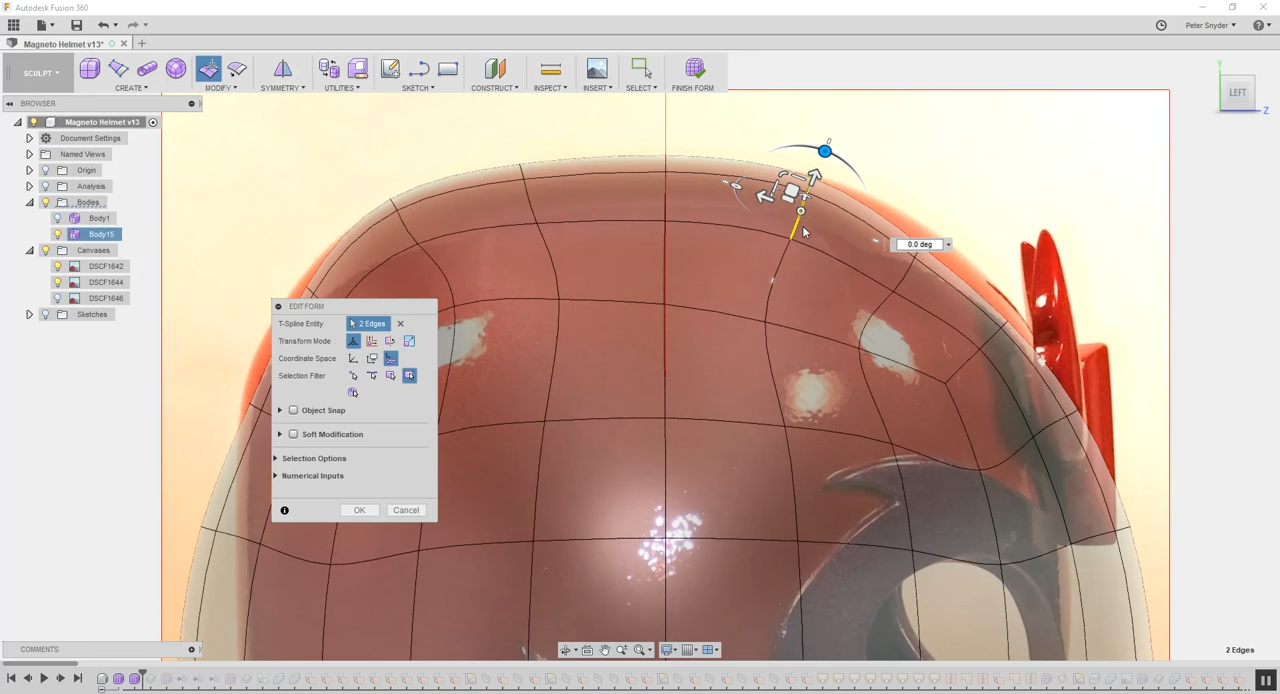 Autodesk Fusion 360
Peter Snyder
Magneto Helmet v13*
SCULPT
CREATE
MODIFY
SYMMETRY
UTILITIES
SKETCH
CONSTRUCT
INSPECT
INSERT
SELECT
FINISH FORM
BROWSER
Magneto Helmet v13
Document Settings
Named Views
Origin
Analysis
Bodies
Body1
Body15
Canvases
DSCF1642
DSCF1644
DSCF1646
Sketches
Y
LEFT
Z
0
0.0 deg
EDIT FORM
T-Spline Entity
2 Edges
Transform Mode
Coordinate Space
Selection Filter
Object Snap
Soft Modification
Selection Options
Numerical Inputs
OK
Cancel
COMMENTS
2 Edges